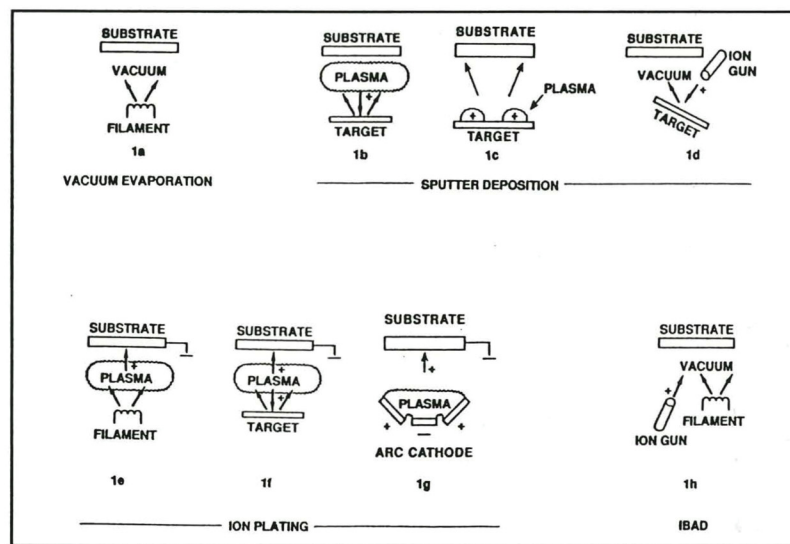 SUBSTRATE
VACUUM
FILAMENT
1a
VACUUM EVAPORATION
SUBSTRATE
PLASMA
+
TARGET
1b
SUBSTRATE
PLASMA
+ +
TARGET
1c
SUBSTRATE
ION
GUN
VACUUM
+
TARGET
1d
SPUTTER DEPOSITION
SUBSTRATE
+
PLASMA
FILAMENT
1e
SUBSTRATE
+
PLASMA
+
TARGET
1f
SUBSTRATE
+
PLASMA
+ − +
ARC CATHODE
1g
ION PLATING
SUBSTRATE
VACUUM
+
FILAMENT
ION GUN
1h
IBAD